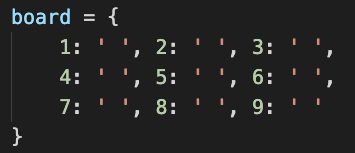 board = {
    1: ' ', 2: ' ', 3: ' ',
    4: ' ', 5: ' ', 6: ' ',
    7: ' ', 8: ' ', 9: ' '
}